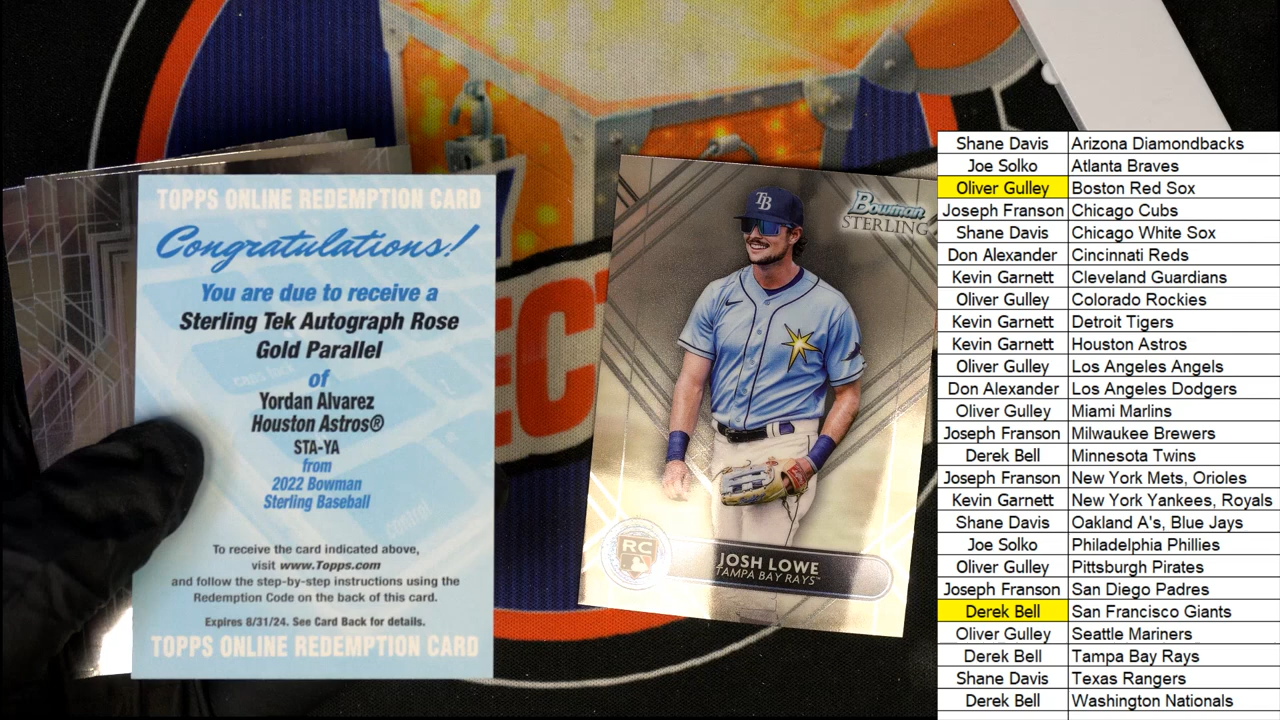 TOPPS ONLINE REDEMPTION CARD
Congratulations!
You are due to receive a
Sterling Tek Autograph Rose
Gold Parallel
of
Yordan Alvarez
Houston Astros®
STA-YA
from
2022 Bowman
Sterling Baseball
To receive the card indicated above,
visit www.Topps.com
and follow the step-by-step instructions using the
Redemption Code on the back of this card.
Expires 8/31/24. See Card Back for details.
TOPPS ONLINE REDEMPTION CARD
control
ECT
TB
Bowman
STERLING
RC
JOSH LOWE
TAMPA BAY RAYS™
Shane Davis Arizona Diamondbacks
Joe Solko Atlanta Braves
Oliver Gulley Boston Red Sox
Joseph Franson Chicago Cubs
Shane Davis Chicago White Sox
Don Alexander Cincinnati Reds
Kevin Garnett Cleveland Guardians
Oliver Gulley Colorado Rockies
Kevin Garnett Detroit Tigers
Kevin Garnett Houston Astros
Oliver Gulley Los Angeles Angels
Don Alexander Los Angeles Dodgers
Oliver Gulley Miami Marlins
Joseph Franson Milwaukee Brewers
Derek Bell Minnesota Twins
Joseph Franson New York Mets, Orioles
Kevin Garnett New York Yankees, Royals
Shane Davis Oakland A's, Blue Jays
Joe Solko Philadelphia Phillies
Oliver Gulley Pittsburgh Pirates
Joseph Franson San Diego Padres
Derek Bell San Francisco Giants
Oliver Gulley Seattle Mariners
Derek Bell Tampa Bay Rays
Shane Davis Texas Rangers
Derek Bell Washington Nationals